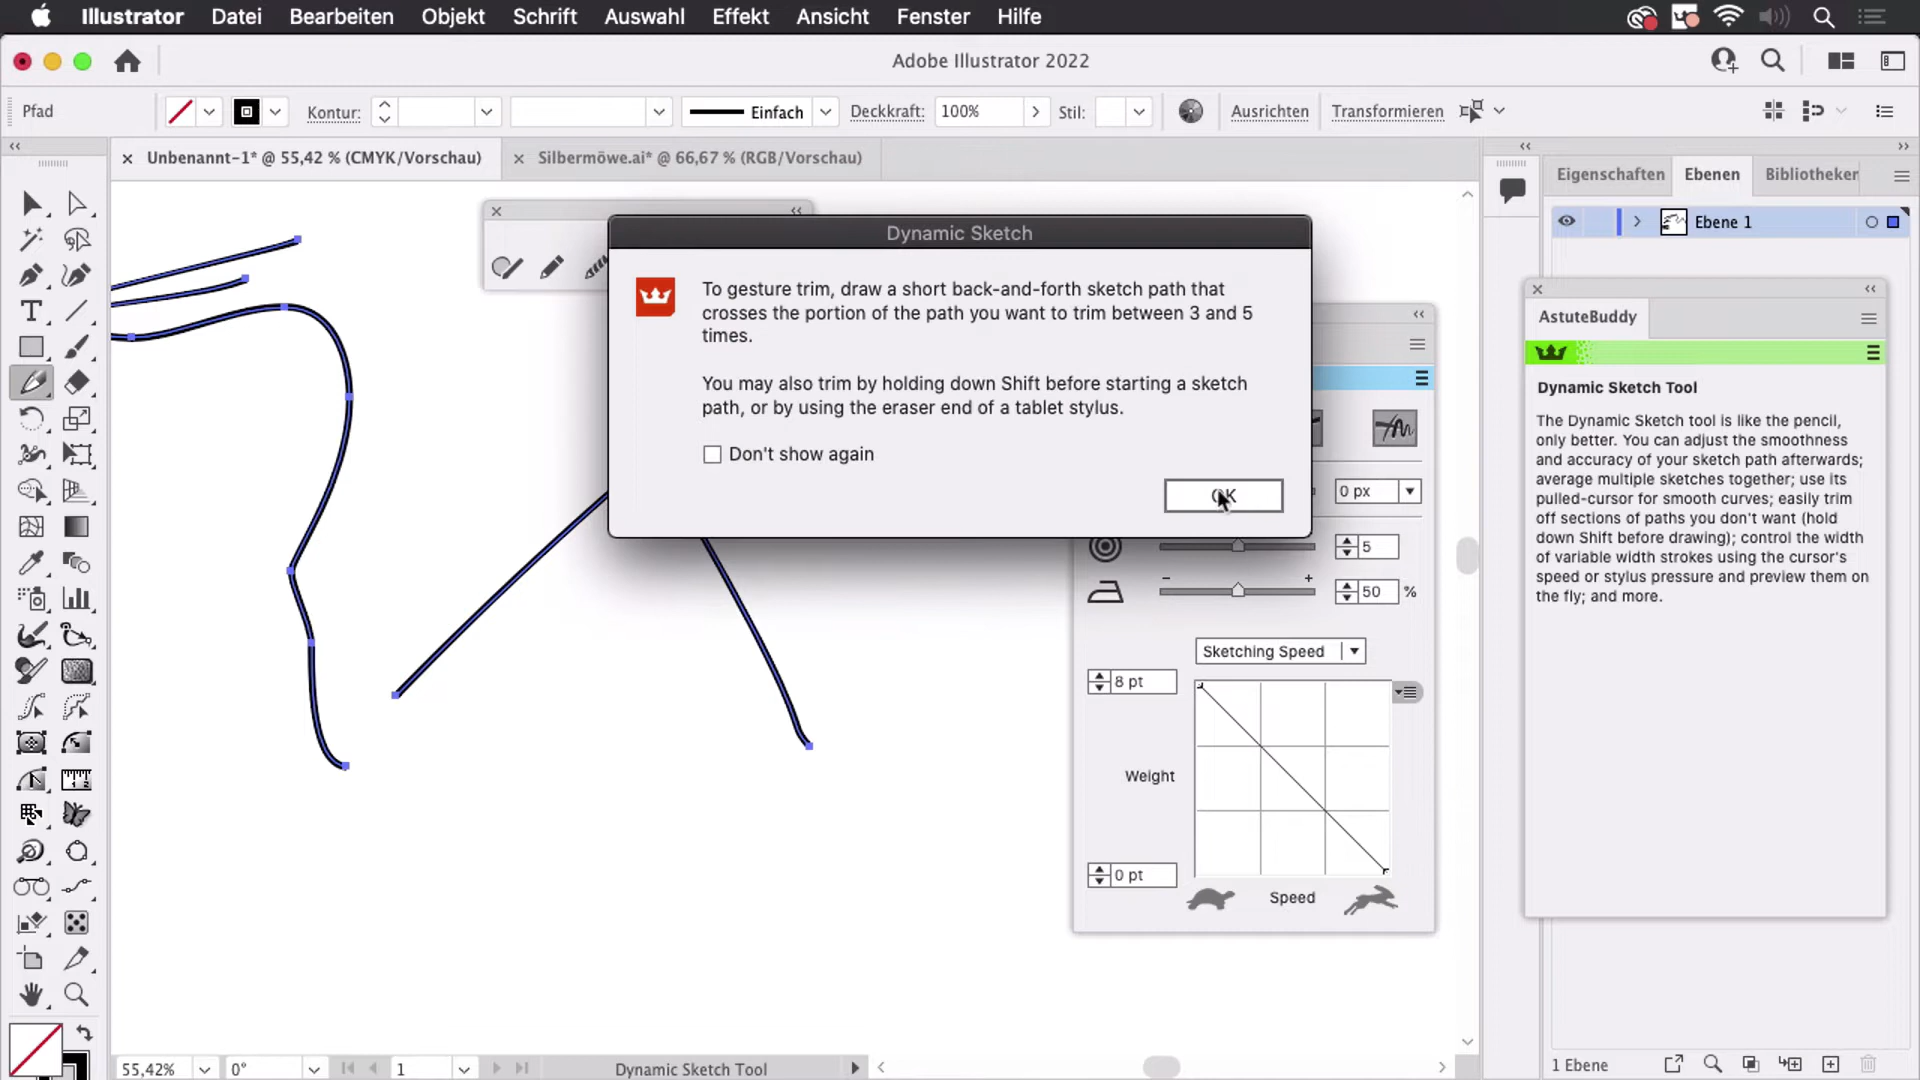 Illustrator Datei Bearbeiten Objekt Schrift Auswahl Effekt Ansicht Fenster Hilfe
Adobe Illustrator 2022
Pfad Kontur: Einfach Deckkraft: 100% Stil: Ausrichten Transformieren
Unbenannt-1* @ 55,42 % (CMYK/Vorschau) Silbermöwe.ai* @ 66,67 % (RGB/Vorschau)
Eigenschaften Ebenen Bibliotheken
Ebene 1
Dynamic Sketch
To gesture trim, draw a short back-and-forth sketch path that
crosses the portion of the path you want to trim between 3 and 5
times.
You may also trim by holding down Shift before starting a sketch
path, or by using the eraser end of a tablet stylus.
Don't show again
OK
0 px
5
50 %
Sketching Speed
8 pt
Weight
0 pt
Speed
AstuteBuddy
Dynamic Sketch Tool
The Dynamic Sketch tool is like the pencil,
only better. You can adjust the smoothness
and accuracy of your sketch path afterwards;
average multiple sketches together; use its
pulled-cursor for smooth curves; easily trim
off sections of paths you don't want (hold
down Shift before drawing); control the width
of variable width strokes using the cursor's
speed or stylus pressure and preview them on
the fly; and more.
55,42% 0° 1 Dynamic Sketch Tool
1 Ebene